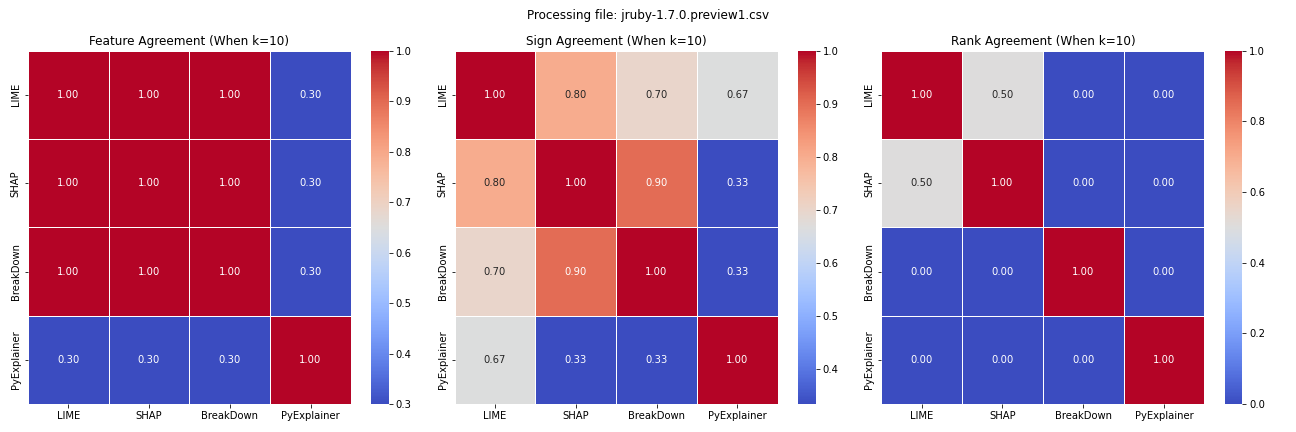 Processing file: jruby-1.7.0.preview1.csv
Feature Agreement (When k=10)
LIME 1.00 1.00 1.00 0.30
SHAP 1.00 1.00 1.00 0.30
BreakDown 1.00 1.00 1.00 0.30
PyExplainer 0.30 0.30 0.30 1.00
LIME SHAP BreakDown PyExplainer
1.0
0.9
0.8
0.7
0.6
0.5
0.4
0.3
Sign Agreement (When k=10)
LIME 1.00 0.80 0.70 0.67
SHAP 0.80 1.00 0.90 0.33
BreakDown 0.70 0.90 1.00 0.33
PyExplainer 0.67 0.33 0.33 1.00
LIME SHAP BreakDown PyExplainer
1.0
0.9
0.8
0.7
0.6
0.5
0.4
Rank Agreement (When k=10)
LIME 1.00 0.50 0.00 0.00
SHAP 0.50 1.00 0.00 0.00
BreakDown 0.00 0.00 1.00 0.00
PyExplainer 0.00 0.00 0.00 1.00
LIME SHAP BreakDown PyExplainer
1.0
0.8
0.6
0.4
0.2
0.0